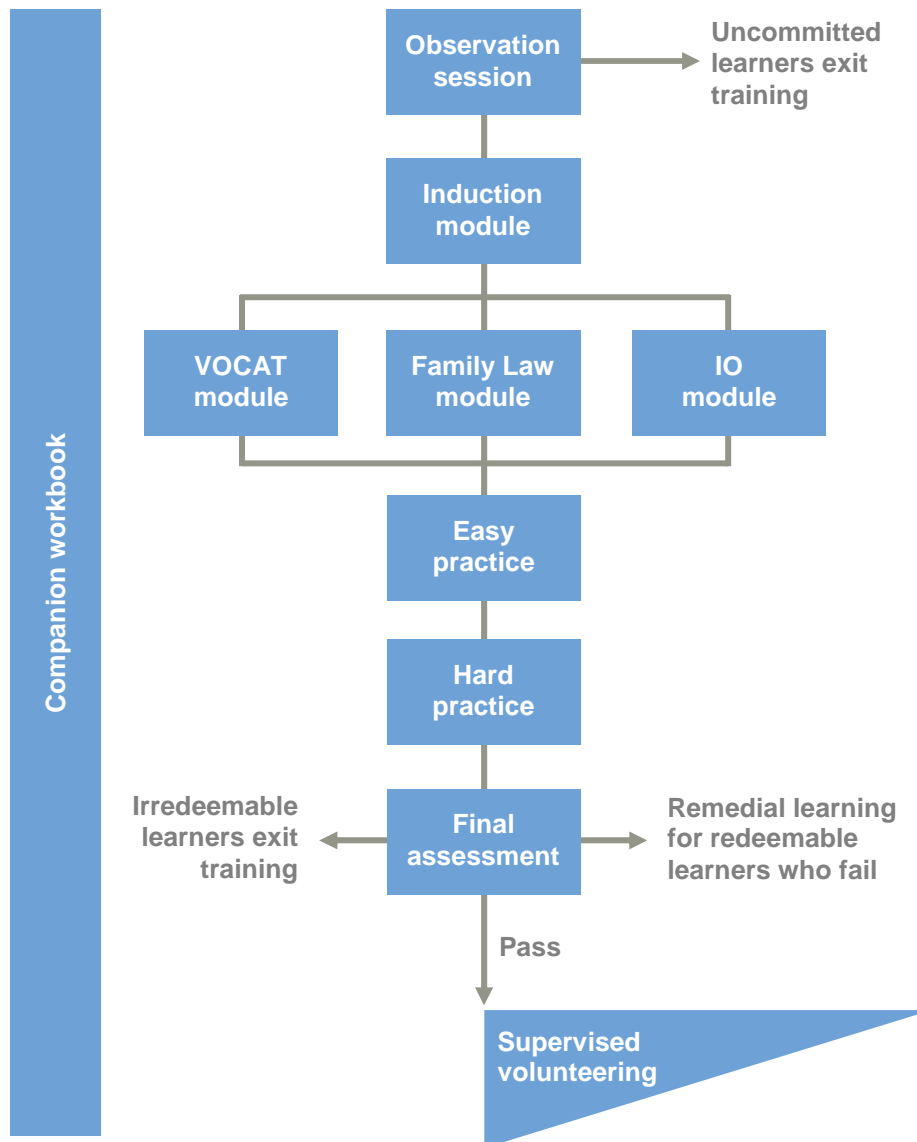 Observation
session
Uncommitted
learners exit
training
Induction
module
VOCAT
module
Family Law
module
IO
module
Companion workbook
Easy
practice
Hard
practice
Irredeemable
learners exit
training
Final
assessment
Remedial learning
for redeemable
learners who fail
Pass
Supervised
volunteering